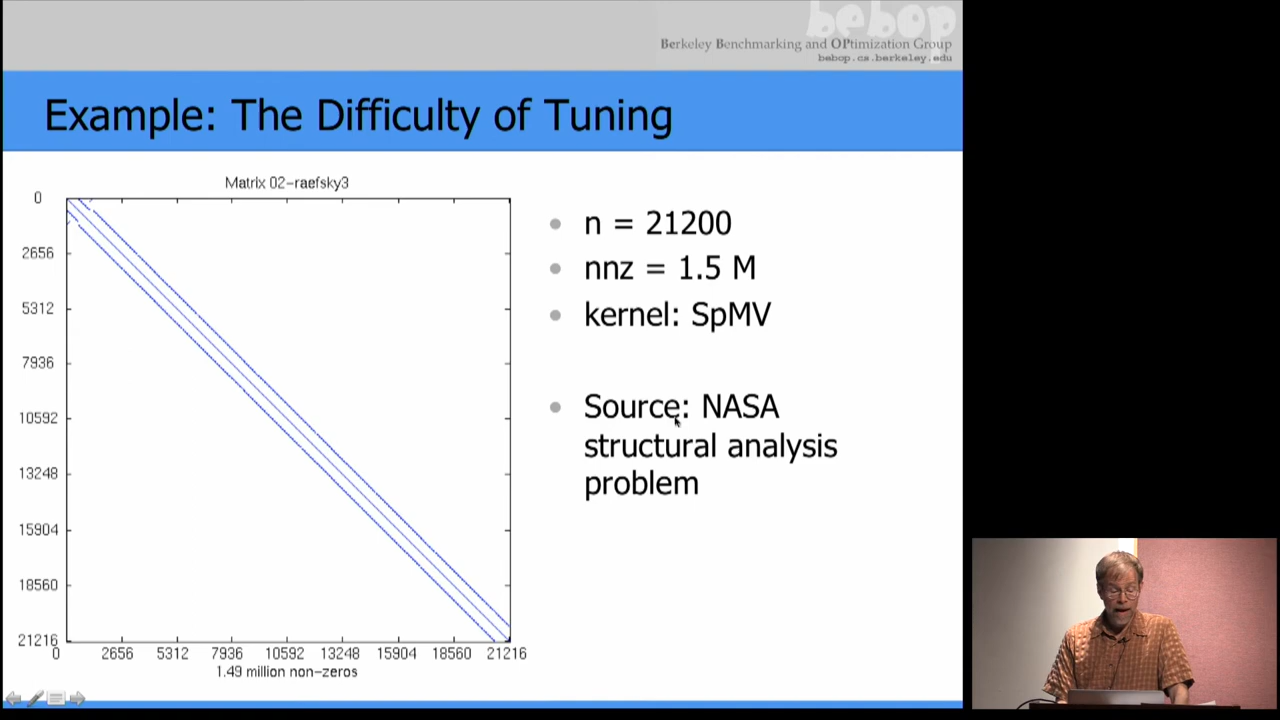 bebop
Berkeley Benchmarking and OPtimization Group
bebop.cs.berkeley.edu
Example: The Difficulty of Tuning
Matrix 02-raefsky3
0
2656
5312
7936
10592
13248
15904
18560
21216
0 2656 5312 7936 10592 13248 15904 18560 21216
1.49 million non-zeros
n = 21200
nnz = 1.5 M
kernel: SpMV
Source: NASA
structural analysis
problem